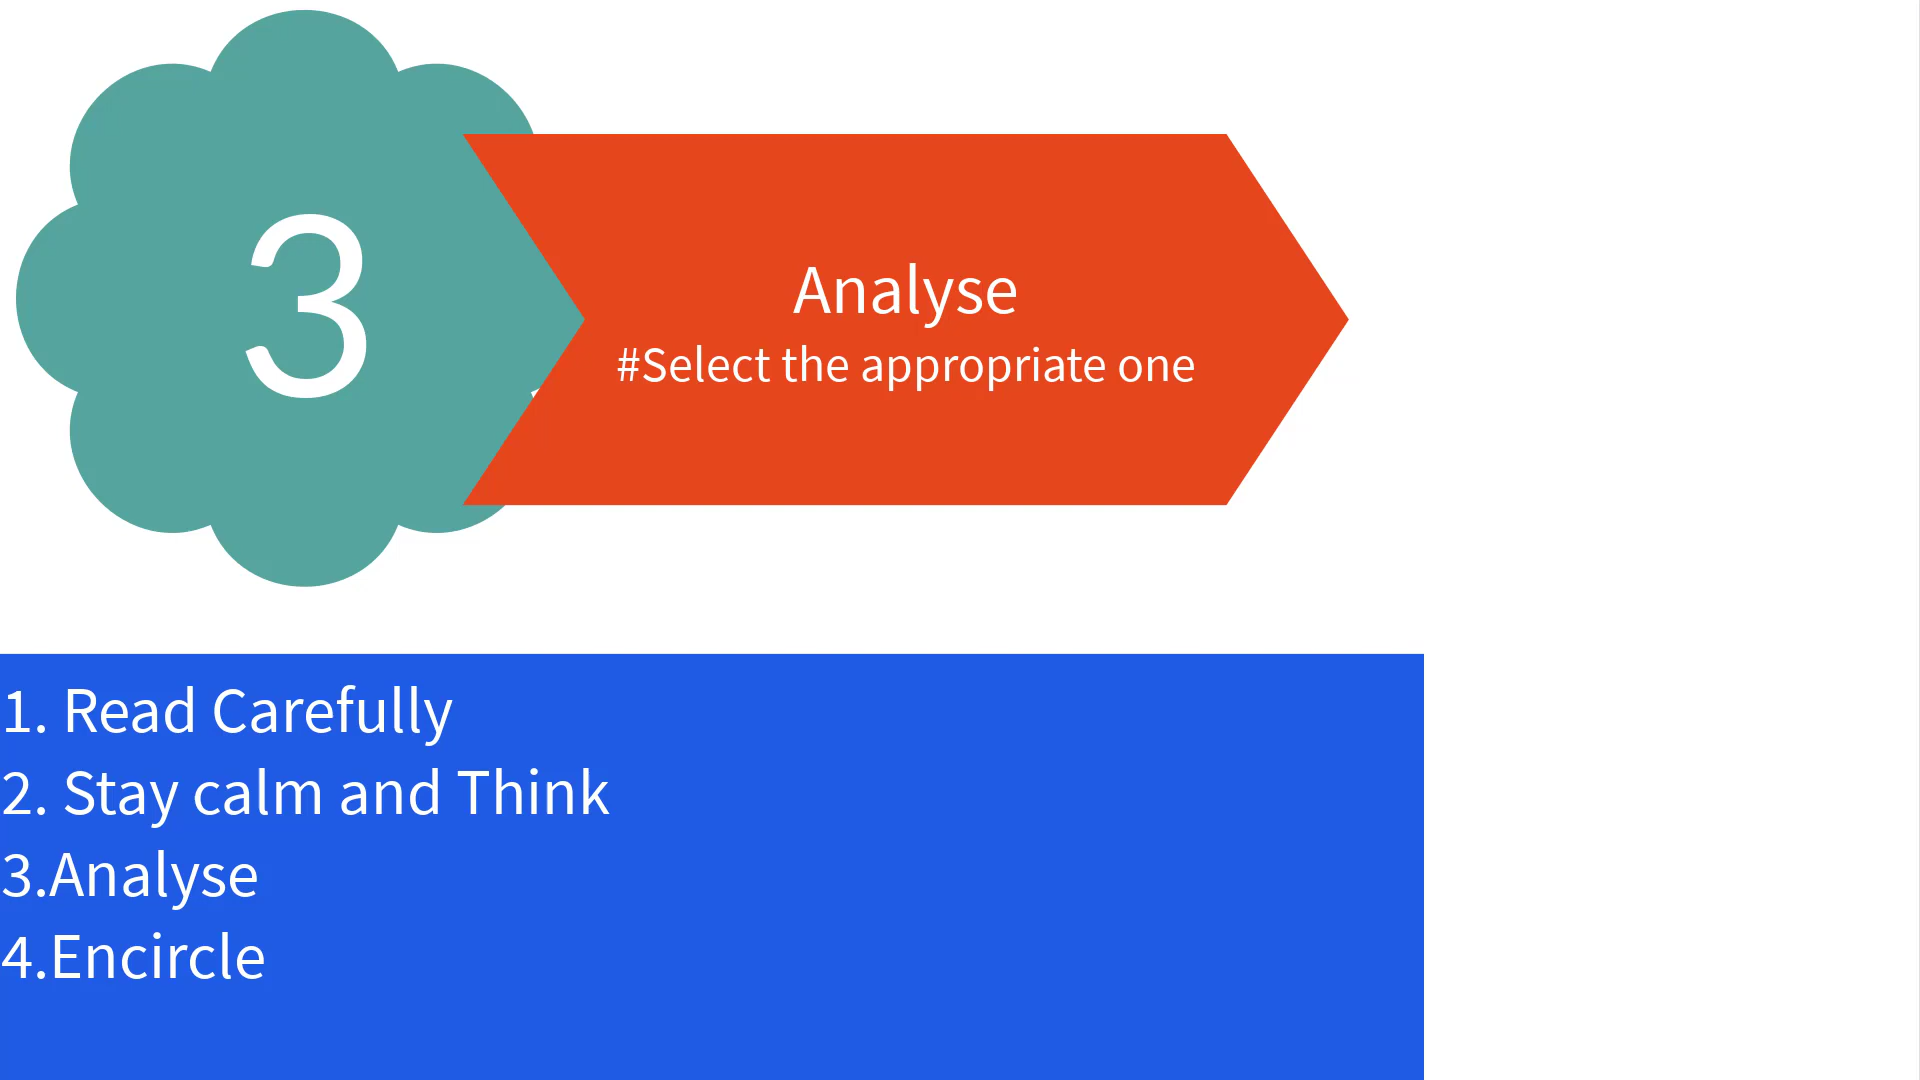 3
Analyse
#Select the appropriate one
1. Read Carefully
2. Stay calm and Think
3.Analyse
4.Encircle